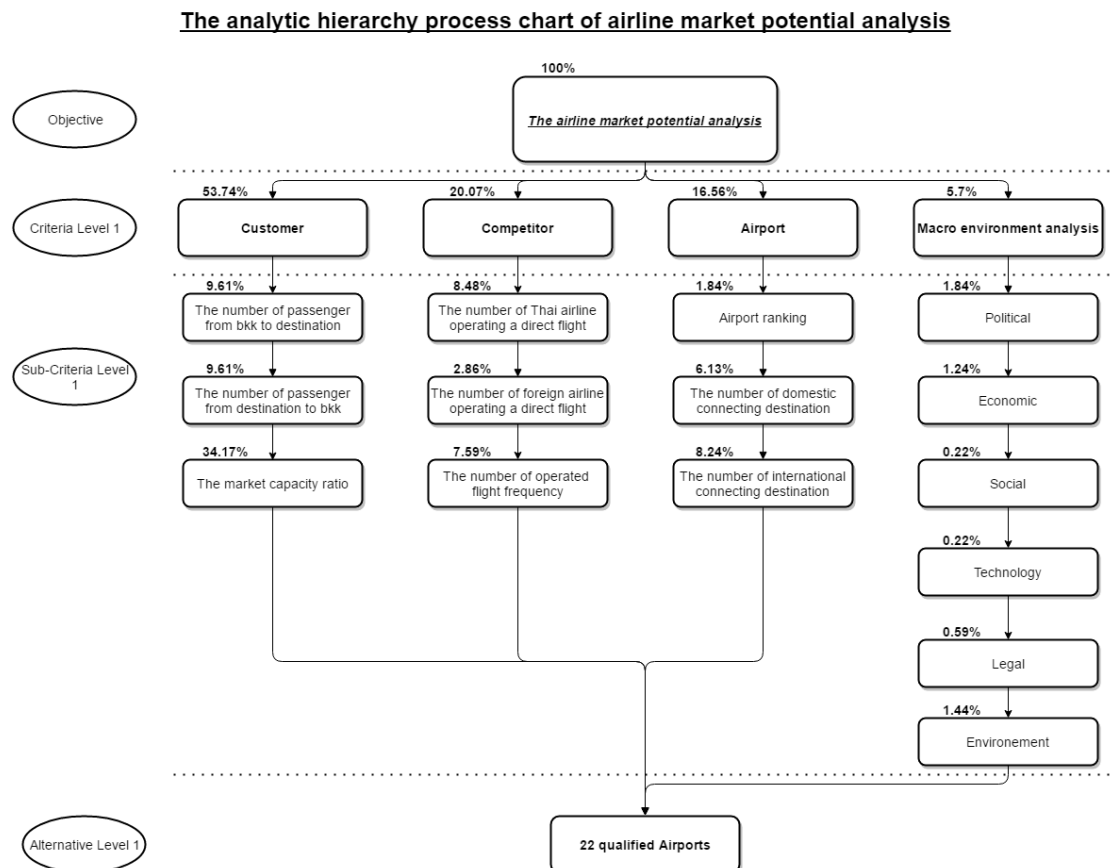 The analytic hierarchy process chart of airline market potential analysis
100%
Objective
The airline market potential analysis
53.74%
20.07%
16.56%
5.7%
Criteria Level 1
Customer
Competitor
Airport
Macro environment analysis
9.61%
8.48%
1.84%
1.84%
The number of passenger
from bkk to destination
The number of Thai airline
operating a direct flight
Airport ranking
Political
Sub-Criteria Level
1
9.61%
2.86%
6.13%
1.24%
The number of passenger
from destination to bkk
The number of foreign airline
operating a direct flight
The number of domestic
connecting destination
Economic
34.17%
7.59%
8.24%
0.22%
The market capacity ratio
The number of operated
flight frequency
The number of international
connecting destination
Social
0.22%
Technology
0.59%
Legal
1.44%
Environement
Alternative Level 1
22 qualified Airports